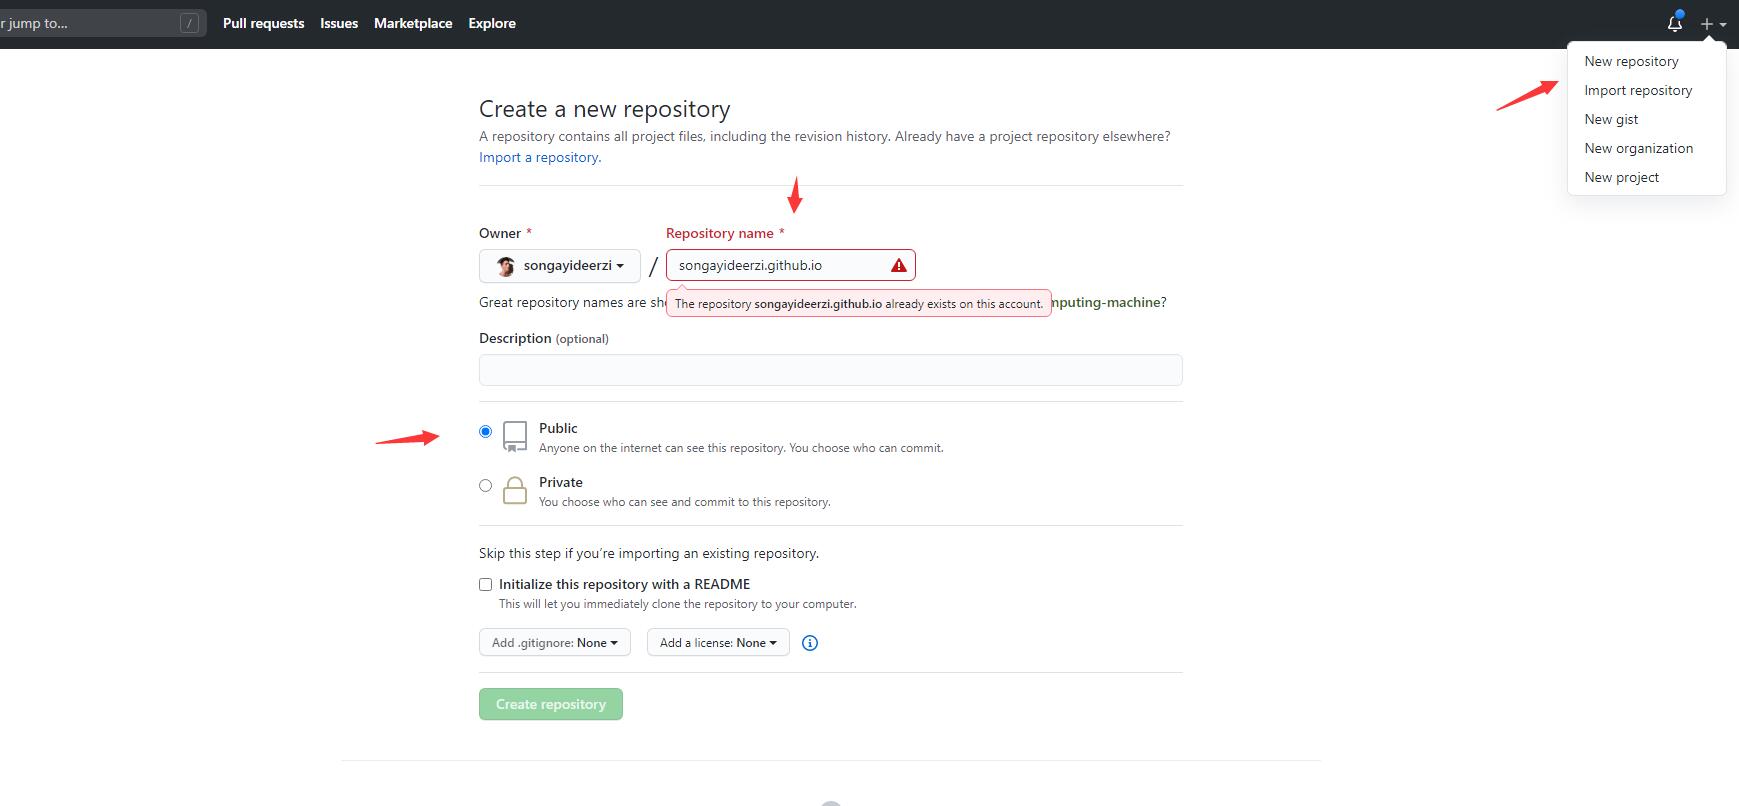 r jump to... /
Pull requests Issues Marketplace Explore
New repository
Import repository
New gist
New organization
New project
Create a new repository
A repository contains all project files, including the revision history. Already have a project repository elsewhere?
Import a repository.
Owner *
Repository name *
songayideerzi / songayideerzi.github.io
Great repository names are sh mputing-machine?
The repository songayideerzi.github.io already exists on this account.
Description (optional)
Public
Anyone on the internet can see this repository. You choose who can commit.
Private
You choose who can see and commit to this repository.
Skip this step if you’re importing an existing repository.
Initialize this repository with a README
This will let you immediately clone the repository to your computer.
Add .gitignore: None Add a license: None
Create repository